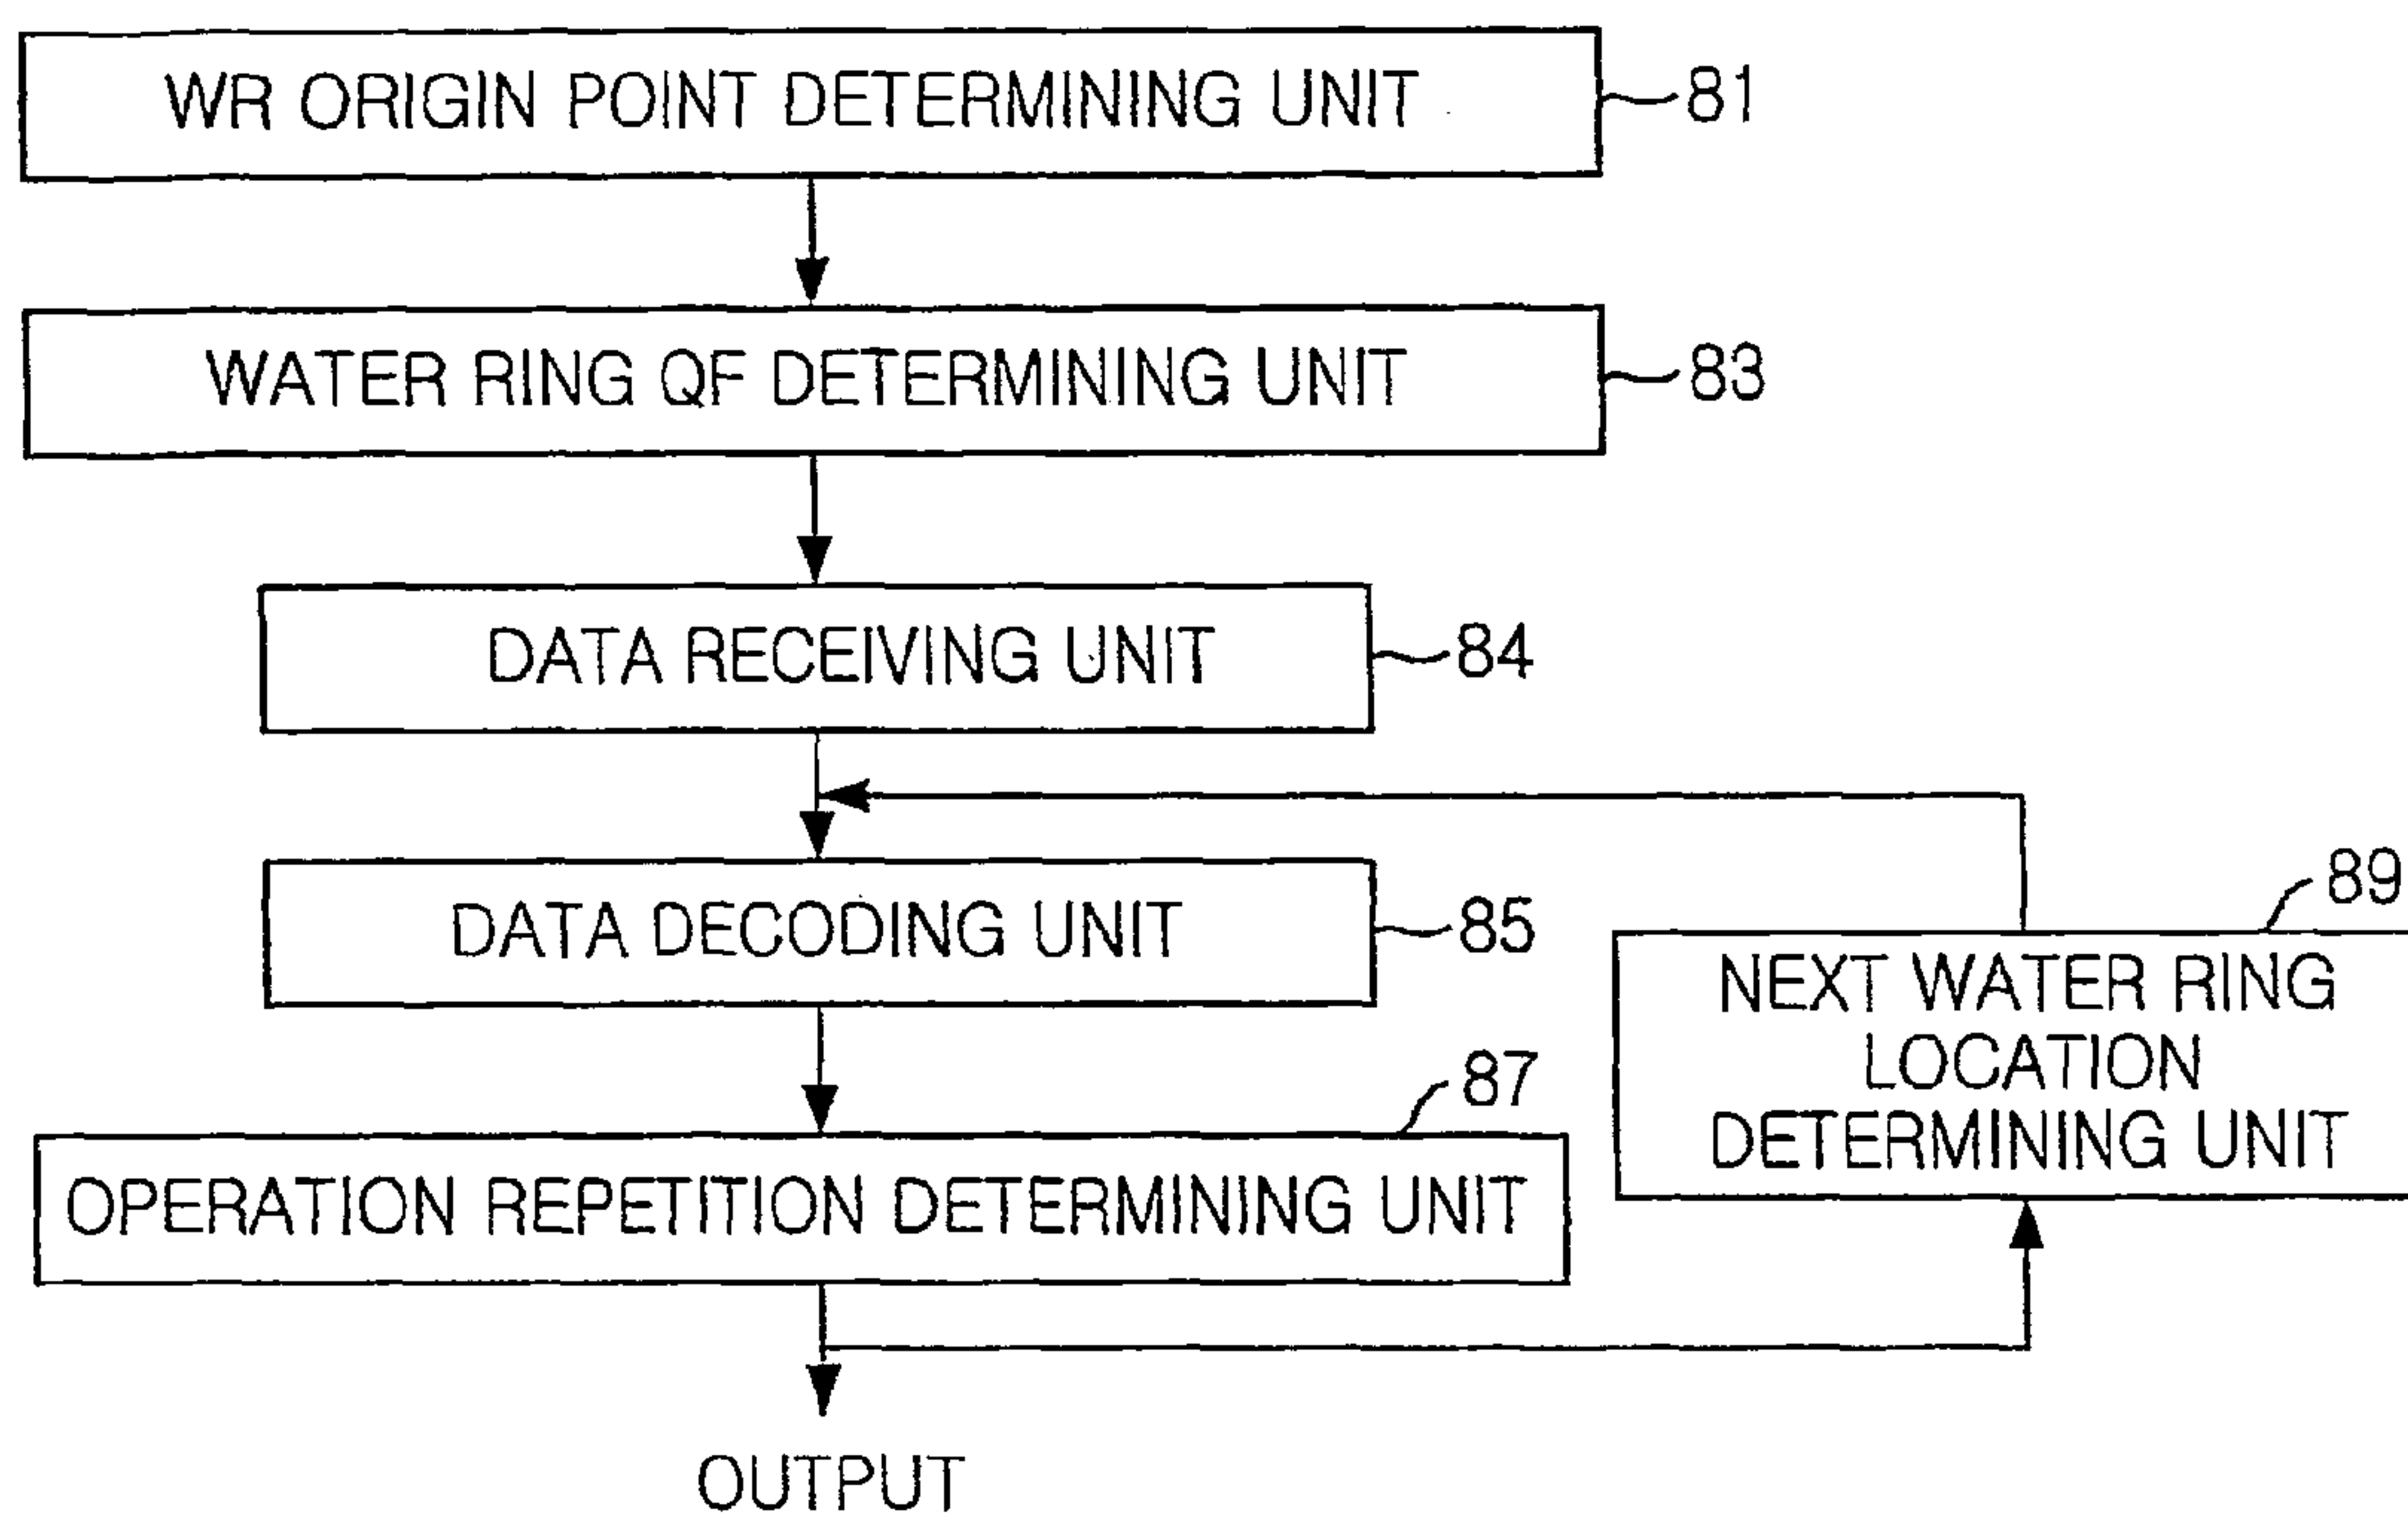 WR ORIGIN POINT DETERMINING UNIT
81
WATER RING QF DETERMINING UNIT
83
DATA RECEIVING UNIT
84
DATA DECODING UNIT
85
89
NEXT WATER RING
LOCATION
DETERMINING UNIT
87
OPERATION REPETITION DETERMINING UNIT
OUTPUT